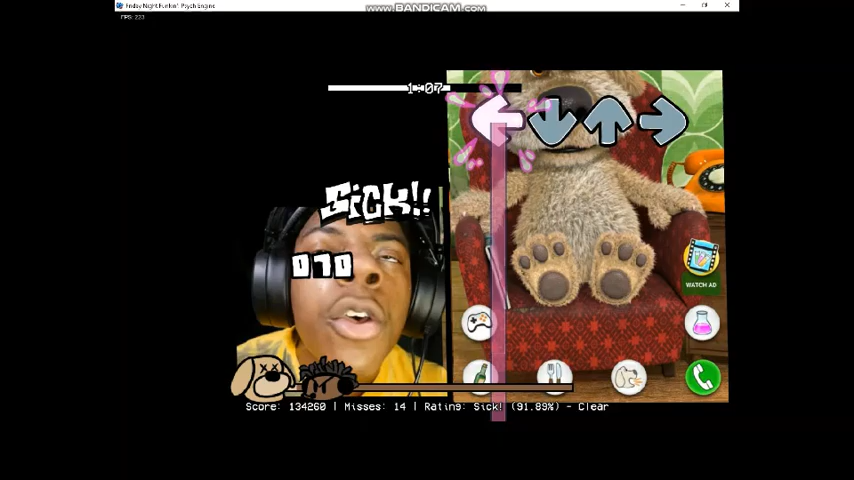 Friday Night Funkin': Psych Engine
WWW.BANDICAM.COM
FPS: 223
1:07
SiCK!!
070
WATCH AD
Score: 134260 | Misses: 14 | Rating: Sick! (91.89%) - Clear